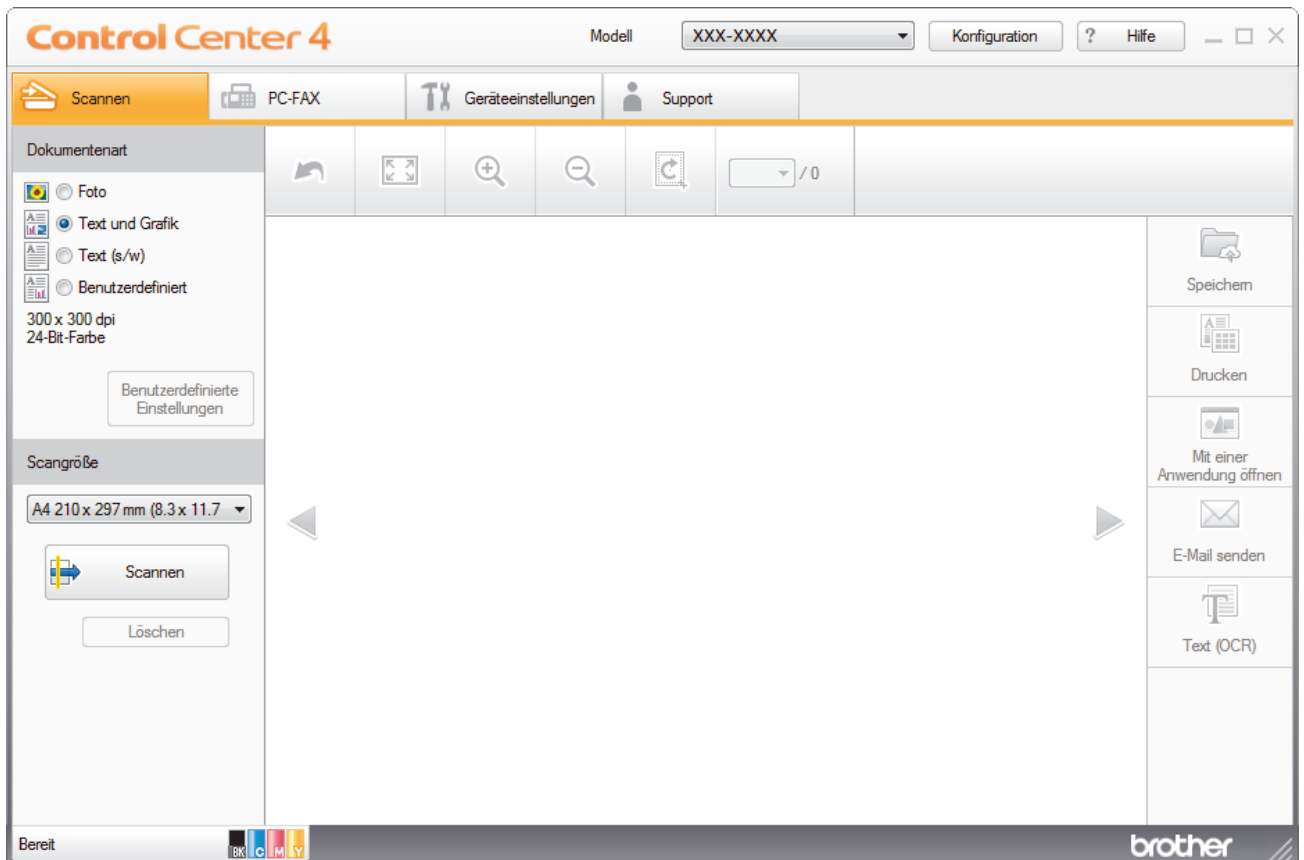 Control Center 4
Modell
XXX-XXXX
Konfiguration
? Hilfe
Scannen
PC-FAX
Geräteeinstellungen
Support
Dokumentenart
Foto
Text und Grafik
Text (s/w)
Benutzerdefiniert
300 x 300 dpi
24-Bit-Farbe
Benutzerdefinierte
Einstellungen
Scangröße
A4 210 x 297 mm (8.3 x 11.7
Scannen
Löschen
/ 0
Speichern
Drucken
Mit einer
Anwendung öffnen
E-Mail senden
Text (OCR)
Bereit
BK C M Y
brother